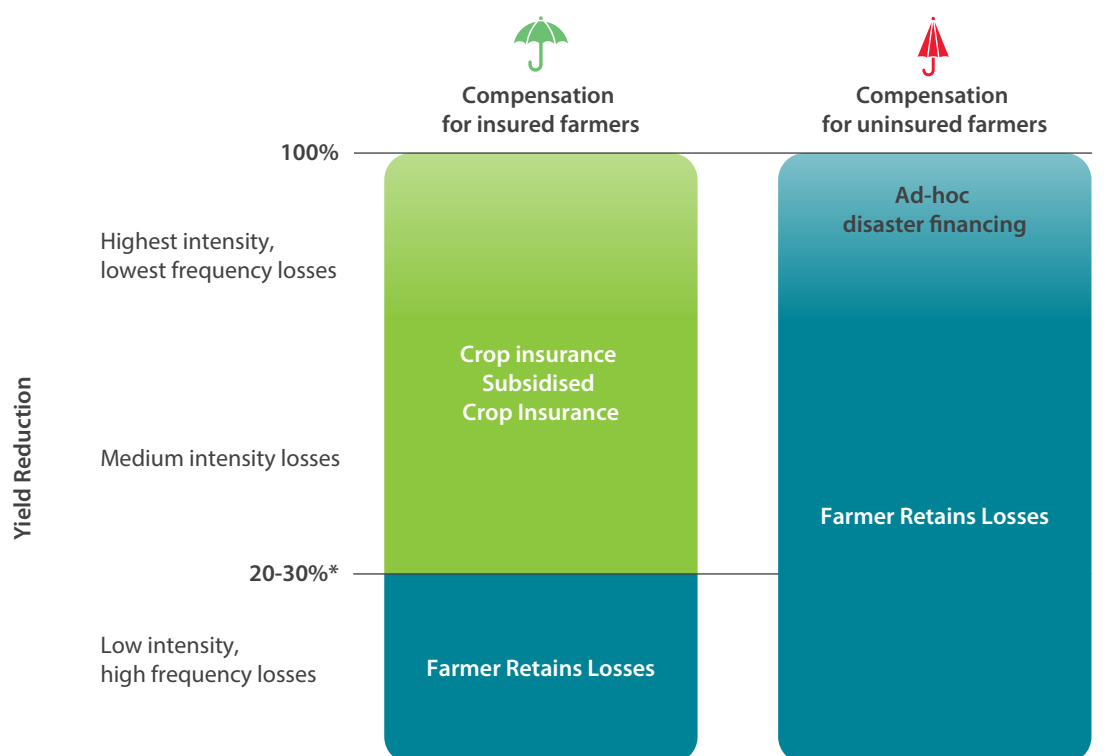 Compensation
for insured farmers
Compensation
for uninsured farmers
100%
Ad-hoc
disaster financing
Highest intensity,
lowest frequency losses
Crop insurance
Subsidised
Crop Insurance
Yield Reduction
Medium intensity losses
Farmer Retains Losses
20-30%*
Low intensity,
high frequency losses
Farmer Retains Losses